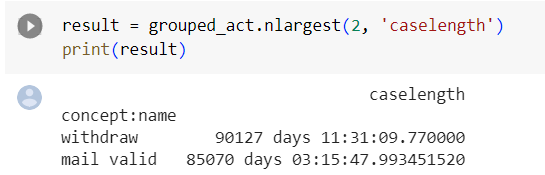 result = grouped_act.nlargest(2, 'caselength')
print(result)
caselength
concept:name
withdraw 90127 days 11:31:09.770000
mail valid 85070 days 03:15:47.993451520